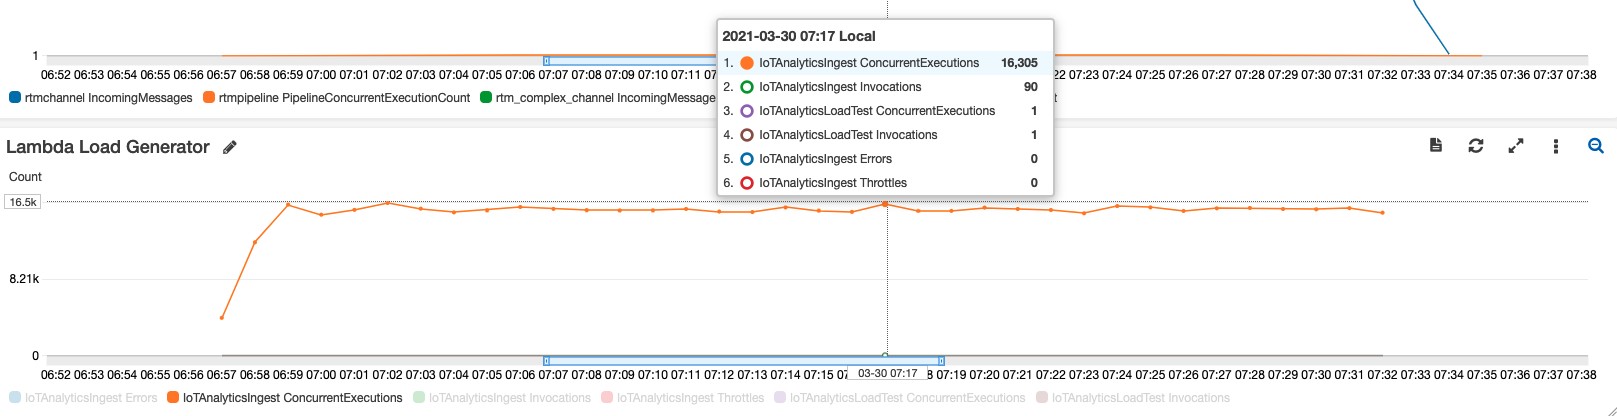 2021-03-30 07:17 Local
1. IoTAnalyticsIngest ConcurrentExecutions 16,305
2. IoTAnalyticsIngest Invocations 90
3. IoTAnalyticsLoadTest ConcurrentExecutions 1
4. IoTAnalyticsLoadTest Invocations 1
5. IoTAnalyticsIngest Errors 0
6. IoTAnalyticsIngest Throttles 0
1
06:52 06:53 06:54 06:55 06:56 06:57 06:58 06:59 07:00 07:01 07:02 07:03 07:04 07:05 07:06 07:07 07:08 07:09 07:10 07:11 22 07:23 07:24 07:25 07:26 07:27 07:28 07:29 07:30 07:31 07:32 07:33 07:34 07:35 07:36 07:37 07:38
rtmchannel IncomingMessages rtmpipeline PipelineConcurrentExecutionCount rtm_complex_channel IncomingMessage t
Lambda Load Generator
Count
16.5k
8.21k
0
06:52 06:53 06:54 06:55 06:56 06:57 06:58 06:59 07:00 07:01 07:02 07:03 07:04 07:05 07:06 07:07 07:08 07:09 07:10 07:11 07:12 07:13 07:14 07:15 07 03-30 07:17 8 07:19 07:20 07:21 07:22 07:23 07:24 07:25 07:26 07:27 07:28 07:29 07:30 07:31 07:32 07:33 07:34 07:35 07:36 07:37 07:38
IoTAnalyticsIngest Errors IoTAnalyticsIngest ConcurrentExecutions IoTAnalyticsIngest Invocations IoTAnalyticsIngest Throttles IoTAnalyticsLoadTest ConcurrentExecutions IoTAnalyticsLoadTest Invocations